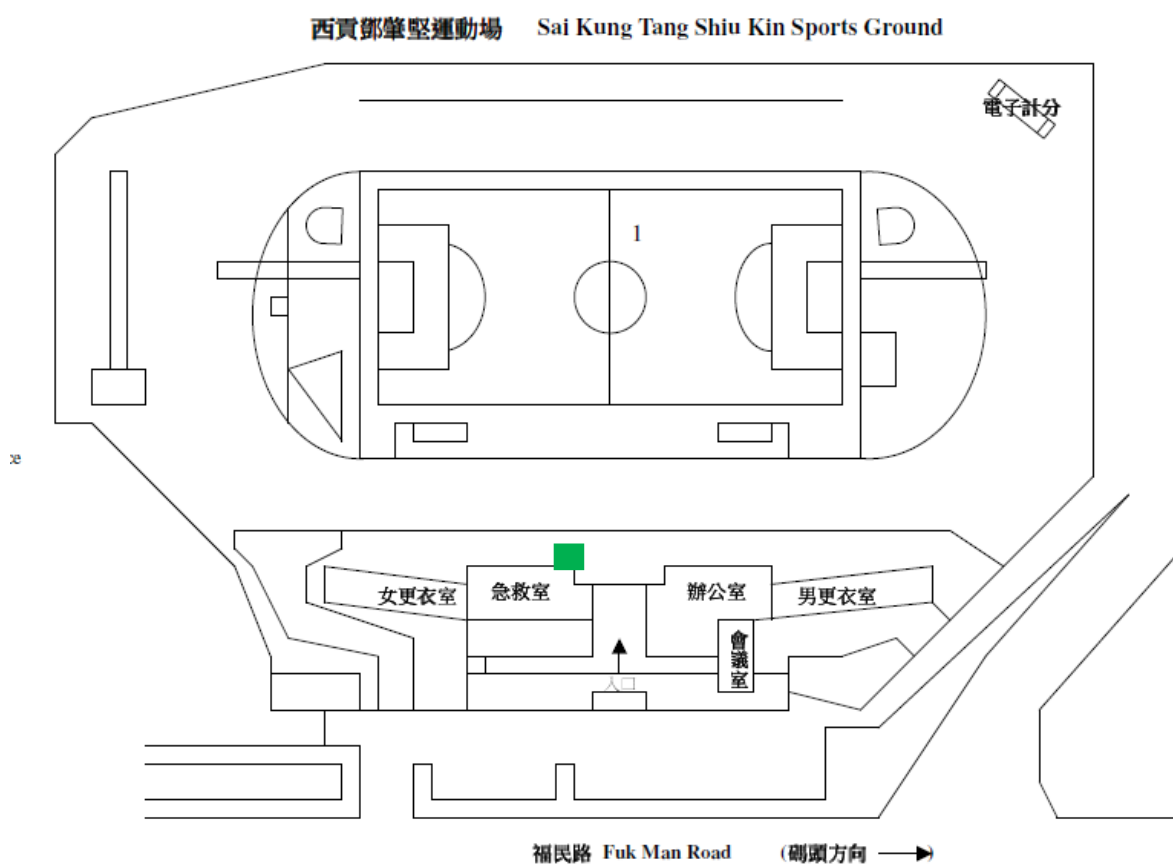 西貢鄧肇堅運動場 Sai Kung Tang Shiu Kin Sports Ground
電子計分
1
女更衣室
急救室
辦公室
男更衣室
會議室
入口
福民路 Fuk Man Road (碼頭方向 → )